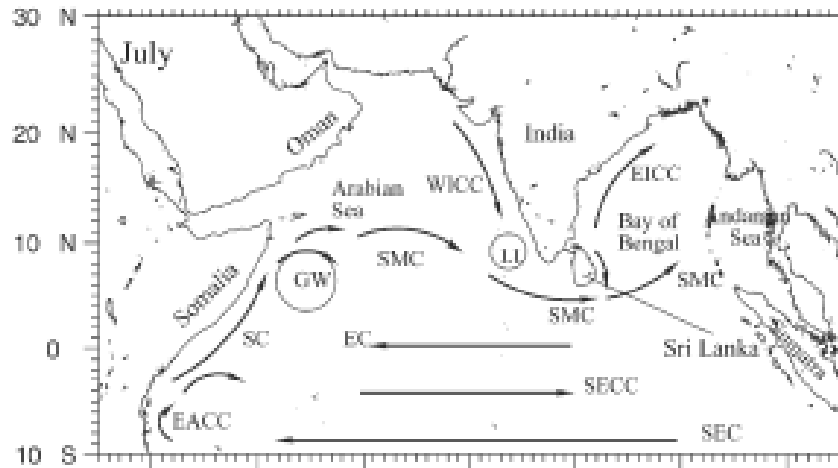 30 N
July
20 N
Oman
India
WICC
EICC
Arabian
Sea
Bay of
Bengal
Andaman
Sea
10 N
LL
SMC
GW
SMC
Somalia
SMC
SC
EC
0
Sri Lanka
Sumatra
SECC
EACC
SEC
10 S